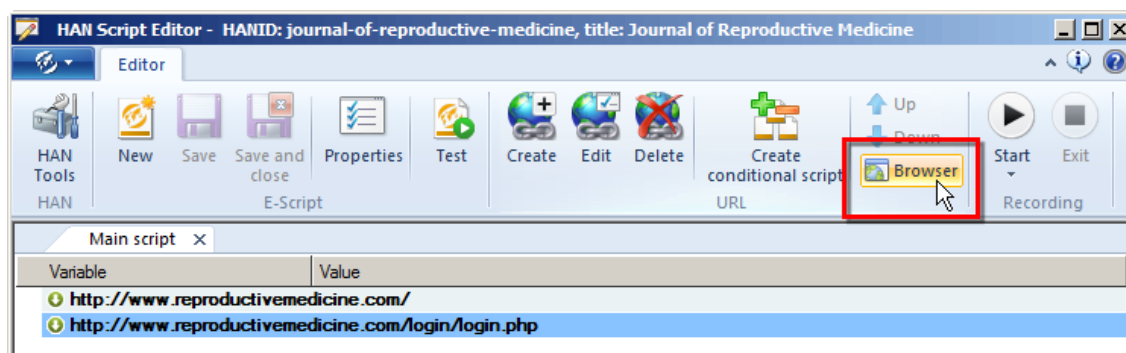 HAN Script Editor - HANID: journal-of-reproductive-medicine, title: Journal of Reproductive Medicine
Editor
Up
Down
HAN Tools
New
Save
Save and close
Properties
Test
Create
Edit
Delete
Create conditional script
Browser
Start
Exit
HAN
E-Script
URL
Recording
Main script
Variable
Value
http://www.reproductivemedicine.com/
http://www.reproductivemedicine.com/login/login.php